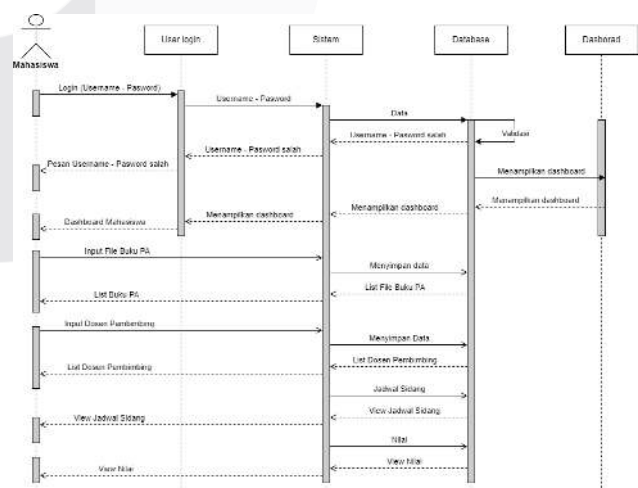 User login
Sistem
Database
Dasborad
Mahasiswa
Login (Username - Pasword)
Username - Pasword
Data
Validasi
Username - Pasword salah
Username - Pasword salah
Pesan Username - Pasword salah
Menampilkan dashboard
Menampilkan dashboard
Menampilkan dashboard
Menampilkan dashboard
Dashboard Mahasiswa
Input File Buku PA
Menyimpan data
List File Buku PA
List Buku PA
Input Dosen Pembimbing
Menyimpan Data
List Dosen Pembimbing
List Dosen Pembimbing
Jadwal Sidang
View Jadwal Sidang
View Jadwal Sidang
Nilai
View Nilai
View Nilai